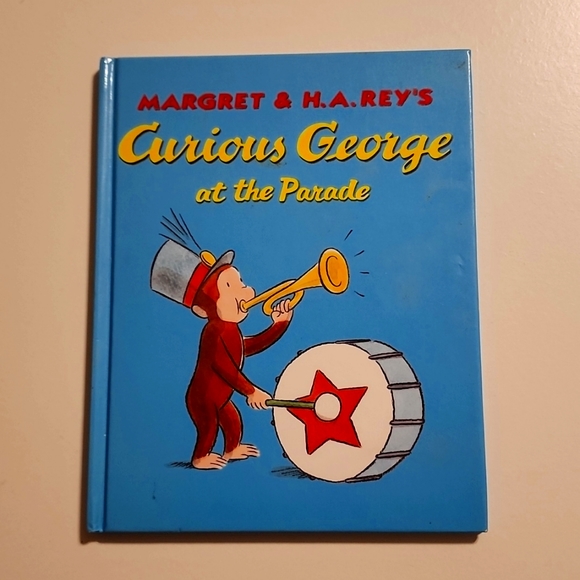 MARGRET & H.A.REY'S
Curious George
at the Parade